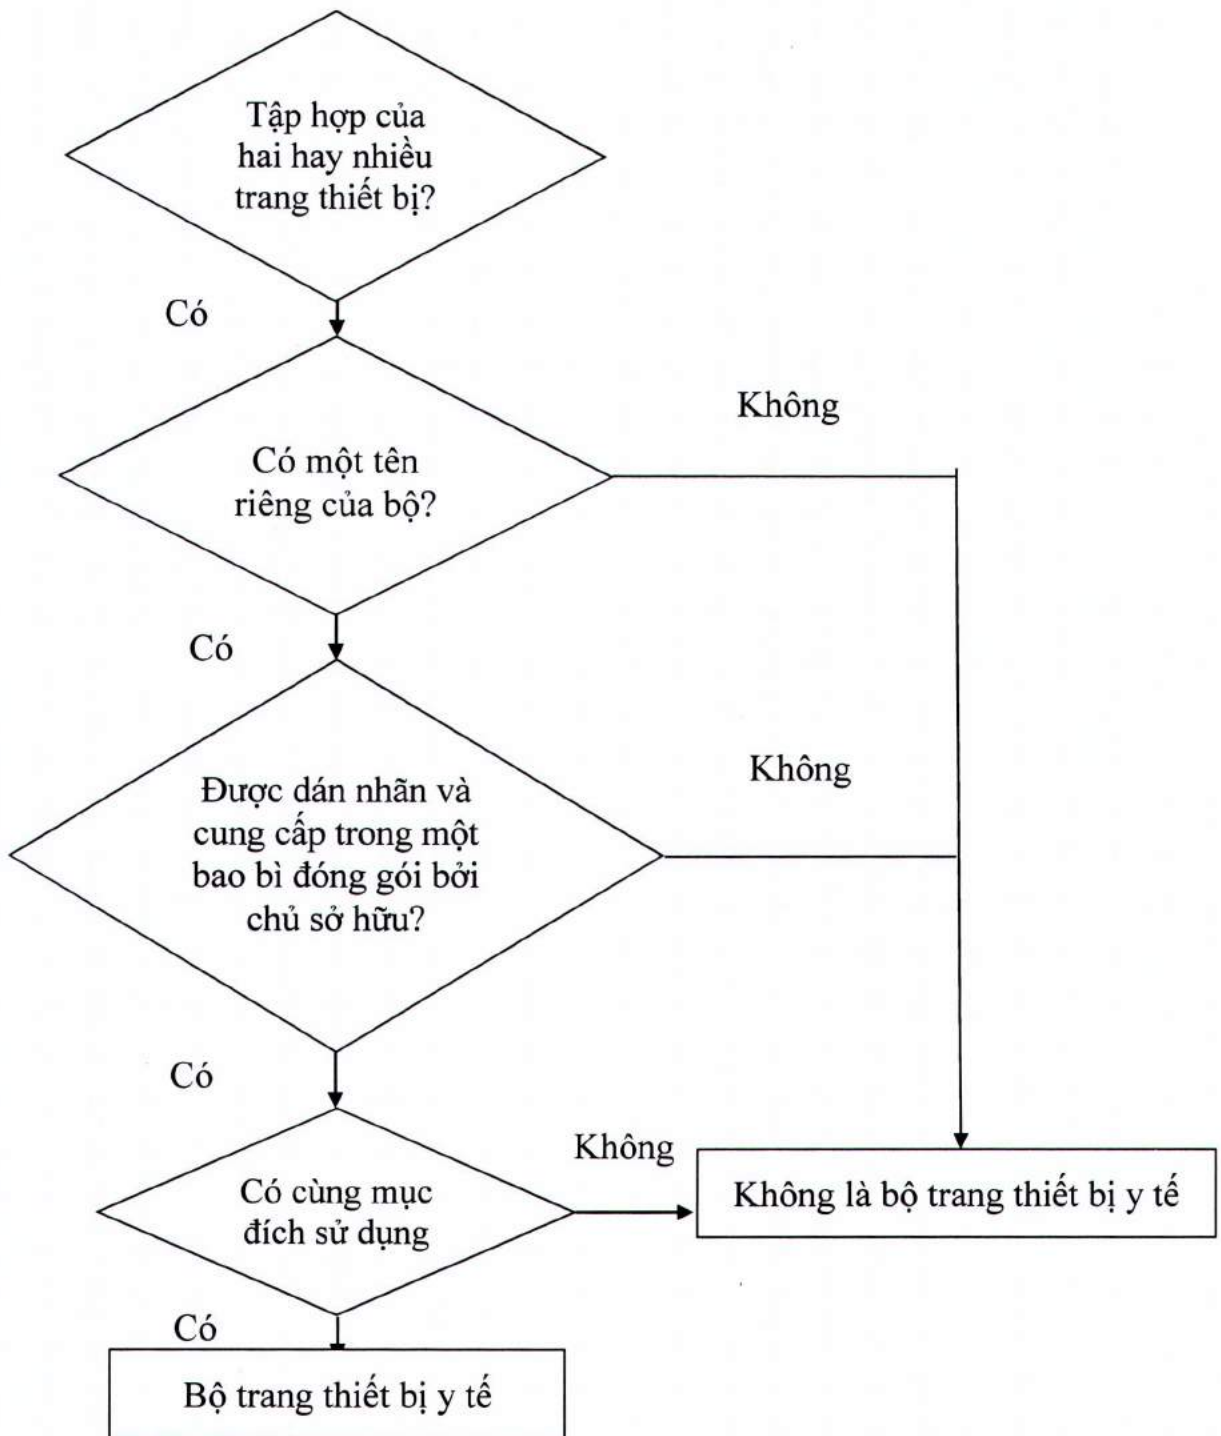 Tập hợp của
hai hay nhiều
trang thiết bị?
Có
Không
Có một tên
riêng của bộ?
Có
Không
Được dán nhãn và
cung cấp trong một
bao bì đóng gói bởi
chủ sở hữu?
Có
Không
Có cùng mục
đích sử dụng
Không là bộ trang thiết bị y tế
Có
Bộ trang thiết bị y tế